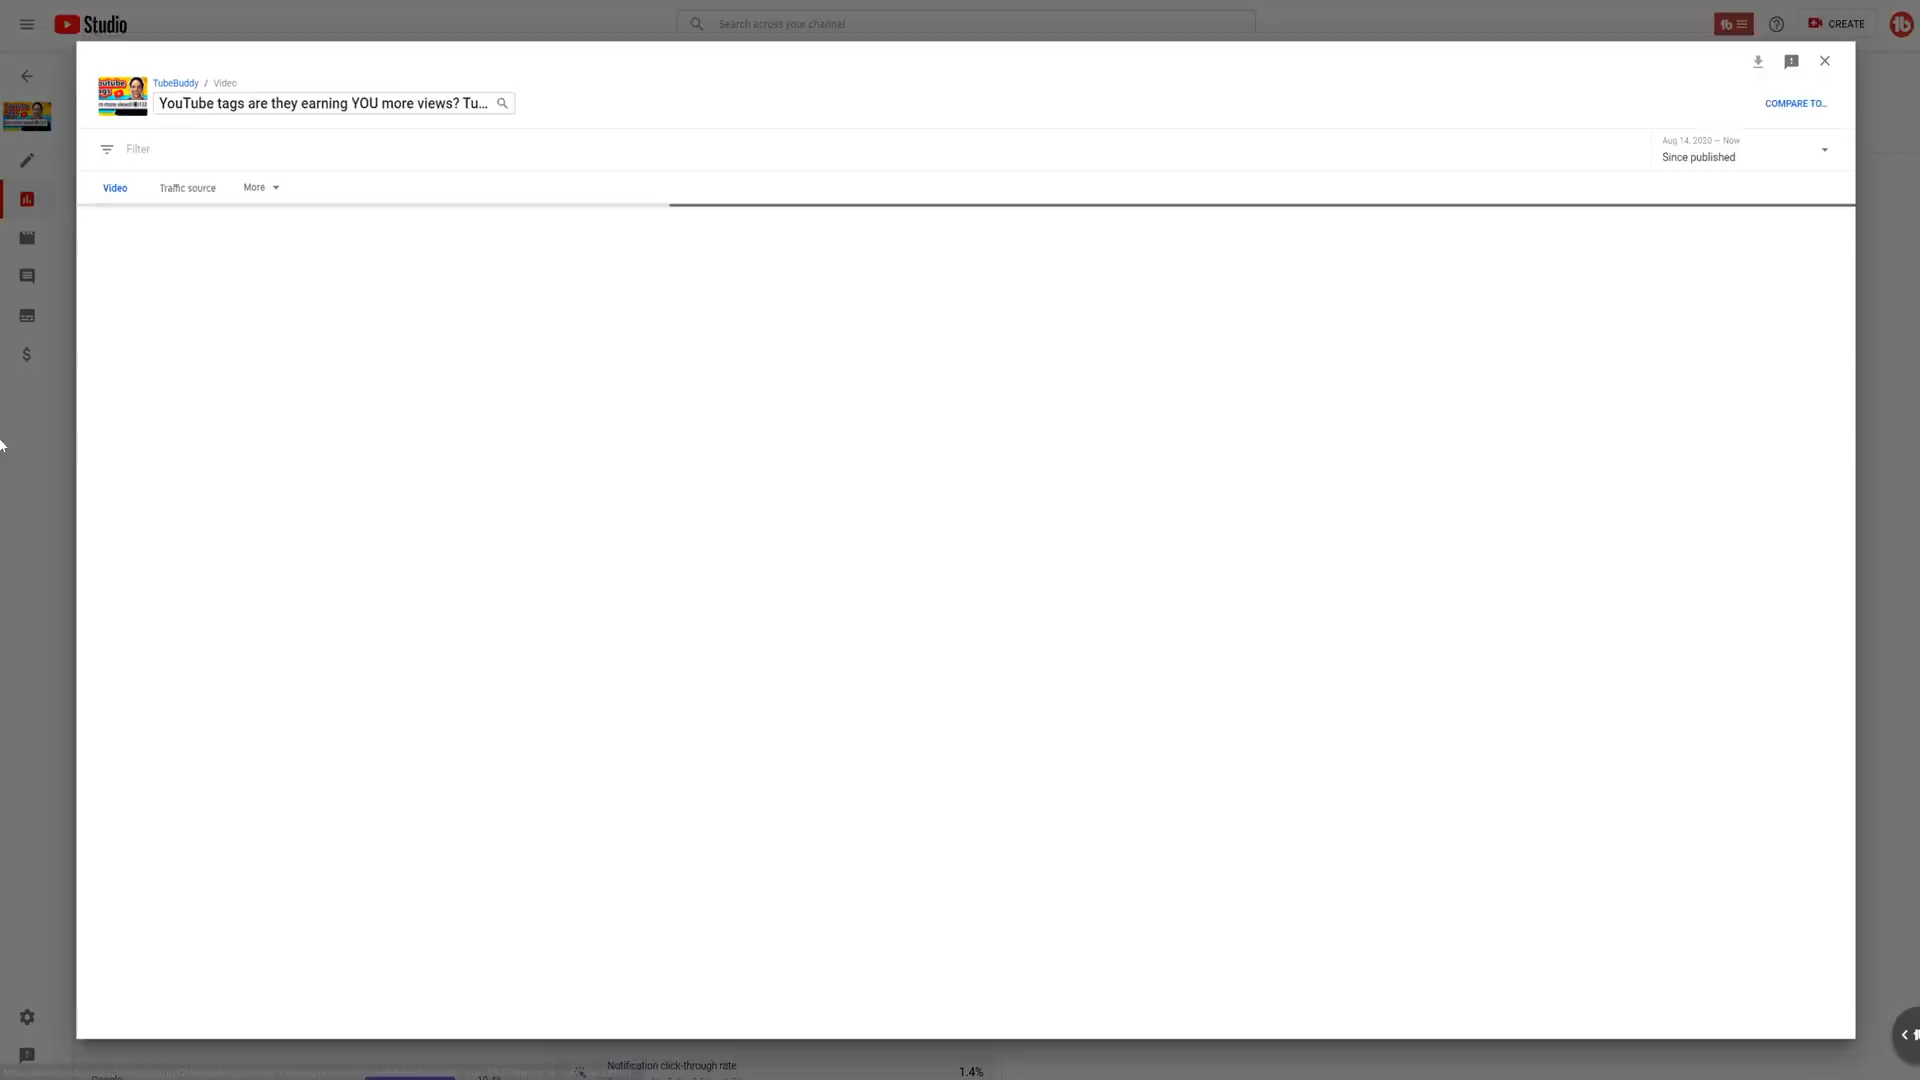 Studio
Search across your channel
CREATE
TubeBuddy / Video
YouTube tags are they earning YOU more views? Tu...
COMPARE TO...
Filter
Aug 14, 2020 – Now
Since published
Video
Traffic source
More
Notification click-through rate
1.4%
Google